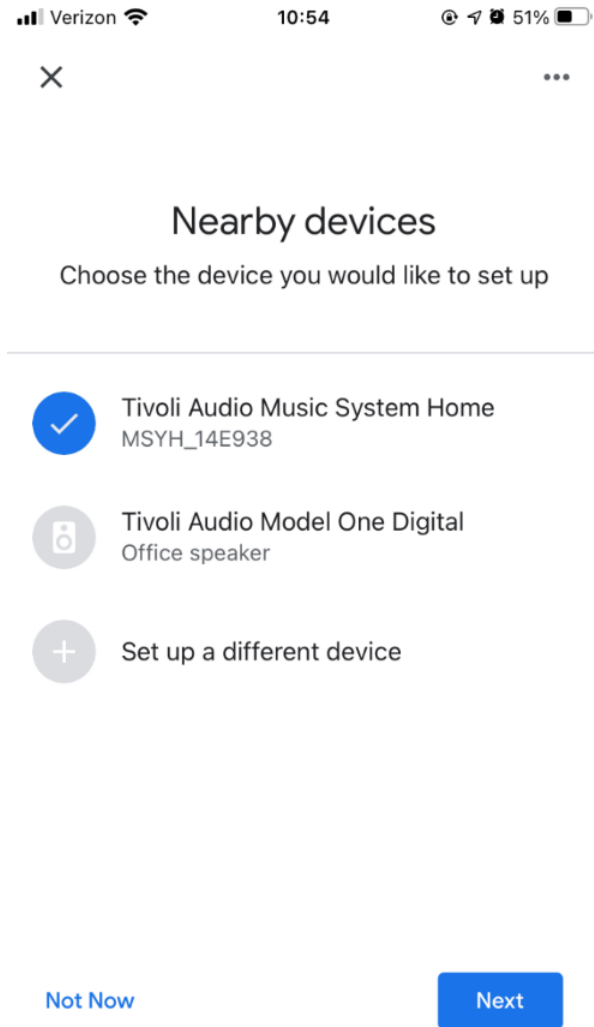 Verizon 10:54 51%
Nearby devices
Choose the device you would like to set up
Tivoli Audio Music System Home
MSYH_14E938
Tivoli Audio Model One Digital
Office speaker
Set up a different device
Not Now Next